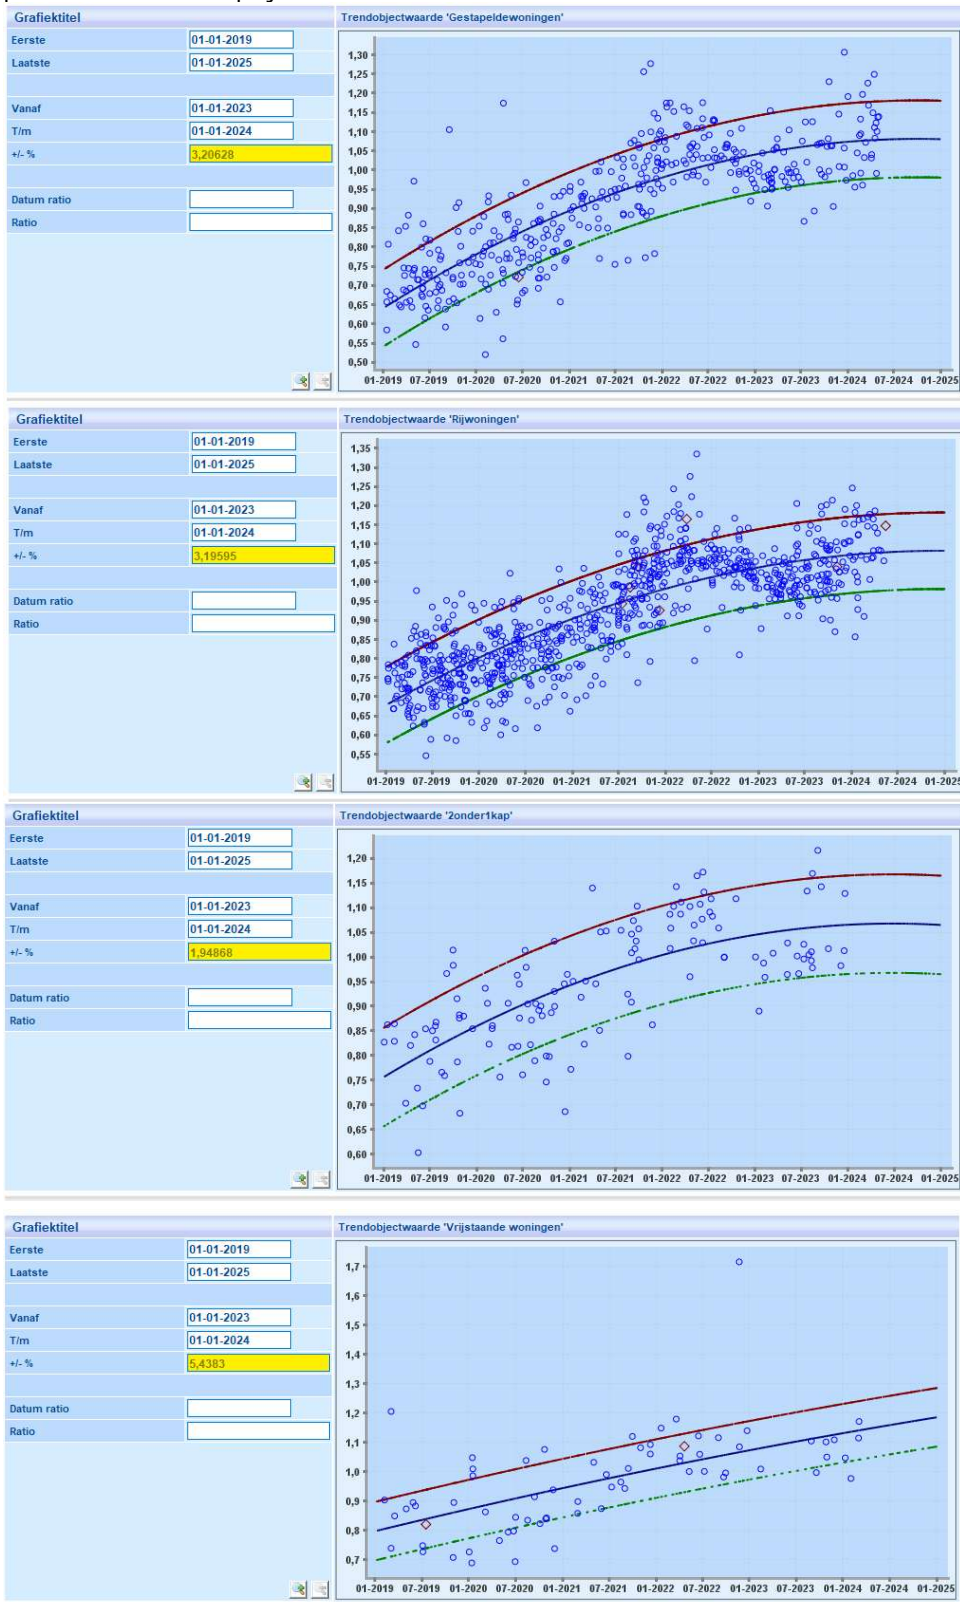 Grafiektitel
Eerste 01-01-2019
Laatste 01-01-2025
Vanaf 01-01-2023
T/m 01-01-2024
+/- % 3,20628
Datum ratio
Ratio
Trendobjectwaarde 'Gestapeldewoningen'
1,30
1,25
1,20
1,15
1,10
1,05
1,00
0,95
0,90
0,85
0,80
0,75
0,70
0,65
0,60
0,55
0,50
01-2019 07-2019 01-2020 07-2020 01-2021 07-2021 01-2022 07-2022 01-2023 07-2023 01-2024 07-2024 01-2025
Grafiektitel
Eerste 01-01-2019
Laatste 01-01-2025
Vanaf 01-01-2023
T/m 01-01-2024
+/- % 3,19595
Datum ratio
Ratio
Trendobjectwaarde 'Rijwoningen'
1,35
1,30
1,25
1,20
1,15
1,10
1,05
1,00
0,95
0,90
0,85
0,80
0,75
0,70
0,65
0,60
0,55
01-2019 07-2019 01-2020 07-2020 01-2021 07-2021 01-2022 07-2022 01-2023 07-2023 01-2024 07-2024 01-2025
Grafiektitel
Eerste 01-01-2019
Laatste 01-01-2025
Vanaf 01-01-2023
T/m 01-01-2024
+/- % 1,94868
Datum ratio
Ratio
Trendobjectwaarde '2onder1kap'
1,20
1,15
1,10
1,05
1,00
0,95
0,90
0,85
0,80
0,75
0,70
0,65
0,60
01-2019 07-2019 01-2020 07-2020 01-2021 07-2021 01-2022 07-2022 01-2023 07-2023 01-2024 07-2024 01-2025
Grafiektitel
Eerste 01-01-2019
Laatste 01-01-2025
Vanaf 01-01-2023
T/m 01-01-2024
+/- % 5,4383
Datum ratio
Ratio
Trendobjectwaarde 'Vrijstaande woningen'
1,7
1,6
1,5
1,4
1,3
1,2
1,1
1,0
0,9
0,8
0,7
01-2019 07-2019 01-2020 07-2020 01-2021 07-2021 01-2022 07-2022 01-2023 07-2023 01-2024 07-2024 01-2025